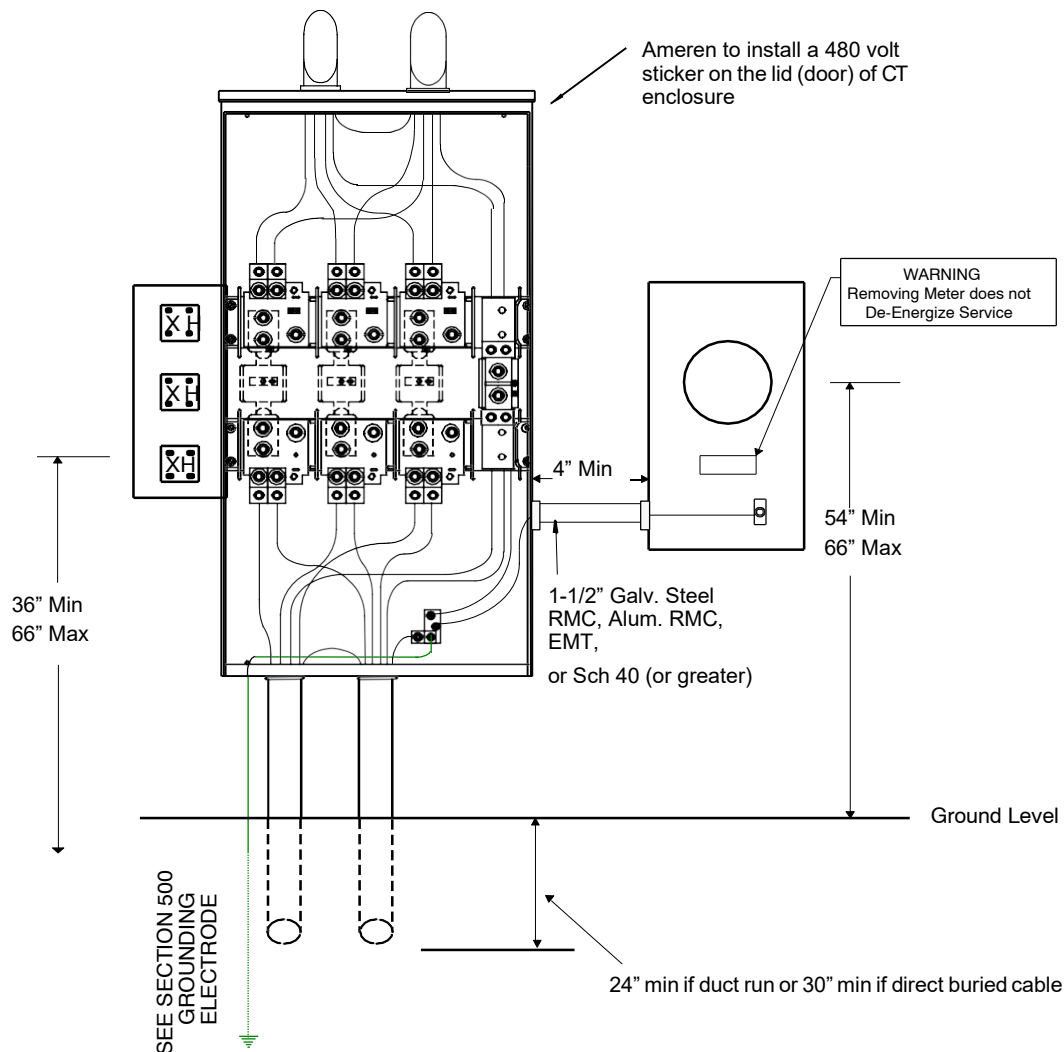 Ameren to install a 480 volt
sticker on the lid (door) of CT
enclosure
WARNING
Removing Meter does not
De-Energize Service
XH
XH
XH
4” Min
54” Min
66” Max
36” Min
66” Max
1-1/2” Galv. Steel
RMC, Alum. RMC,
EMT,
or Sch 40 (or greater)
Ground Level
SEE SECTION 500
GROUNDING
ELECTRODE
24” min if duct run or 30” min if direct buried cable